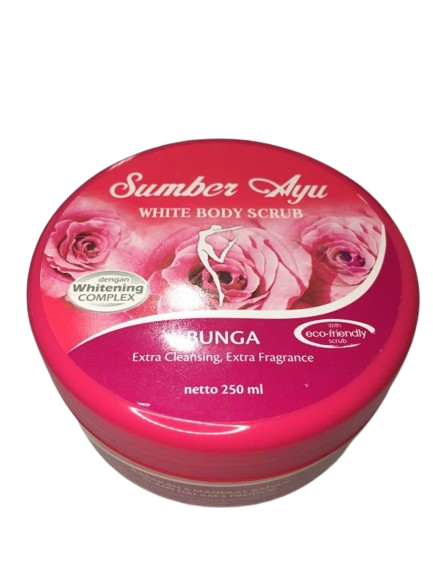 Sumber Ayu
WHITE BODY SCRUB
dengan
Whitening
COMPLEX
BUNGA
Extra Cleansing, Extra Fragrance
With
eco-friendly
scrub
netto 250 ml